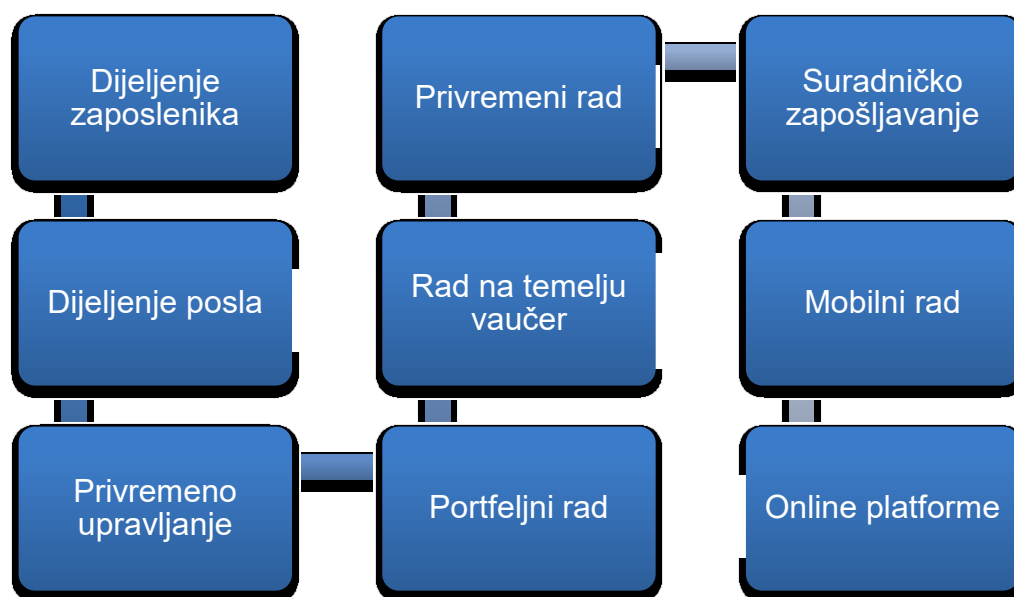 Dijeljenje
zaposlenika
Dijeljenje posla
Privremeno
upravljanje
Portfeljni rad
Rad na temelju
vaučer
Privremeni rad
Suradničko
zapošljavanje
Mobilni rad
Online platforme